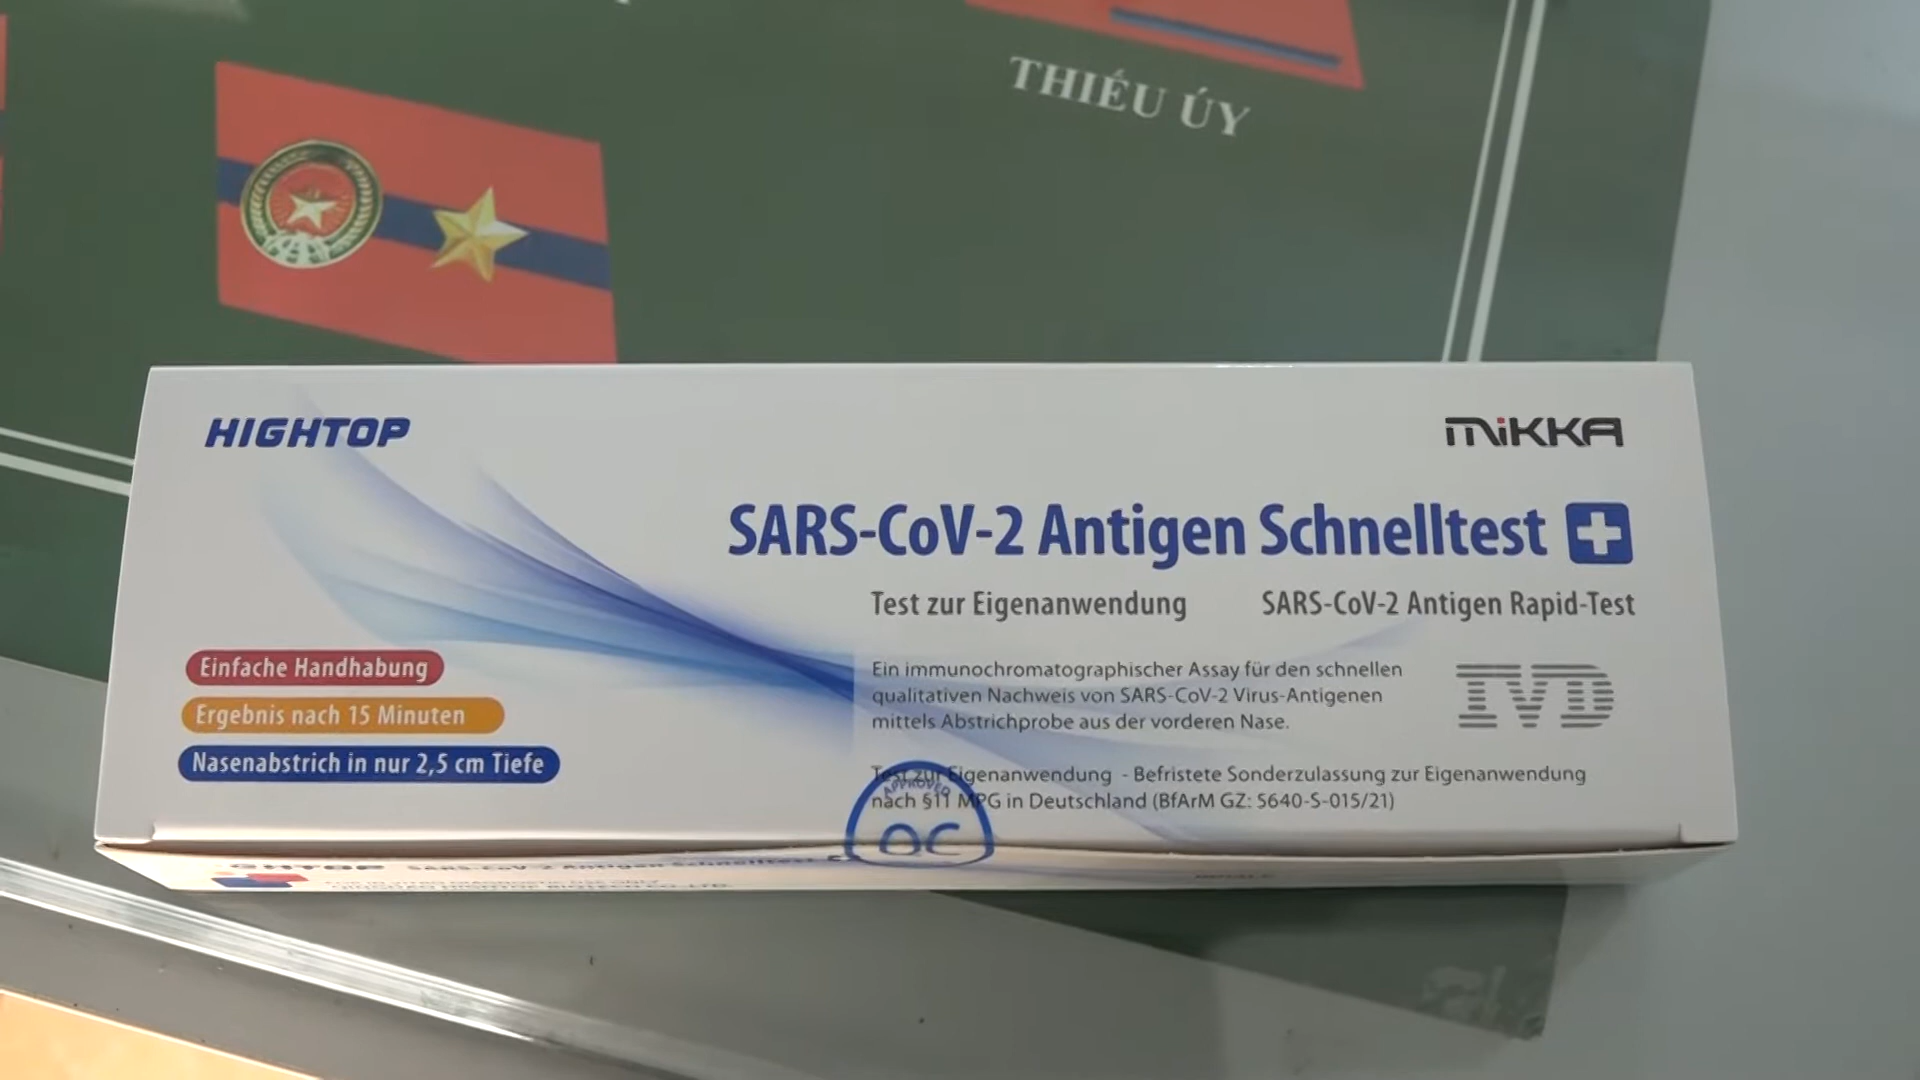 THIẾU ÚY
HIGHTOP
MiKKA
SARS-CoV-2 Antigen Schnelltest
Test zur Eigenanwendung
SARS-CoV-2 Antigen Rapid-Test
Einfache Handhabung
Ergebnis nach 15 Minuten
Nasenabstrich in nur 2,5 cm Tiefe
Ein immunochromatographischer Assay für den schnellen
qualitativen Nachweis von SARS-CoV-2 Virus-Antigenen
mittels Abstrichprobe aus der vorderen Nase.
IVD
Test zur Eigenanwendung - Befristete Sonderzulassung zur Eigenanwendung
nach §11 MPG in Deutschland (BfArM GZ: 5640-S-015/21)
APPROVED
QC
SARS-CoV-2 Antigen Schnelltest